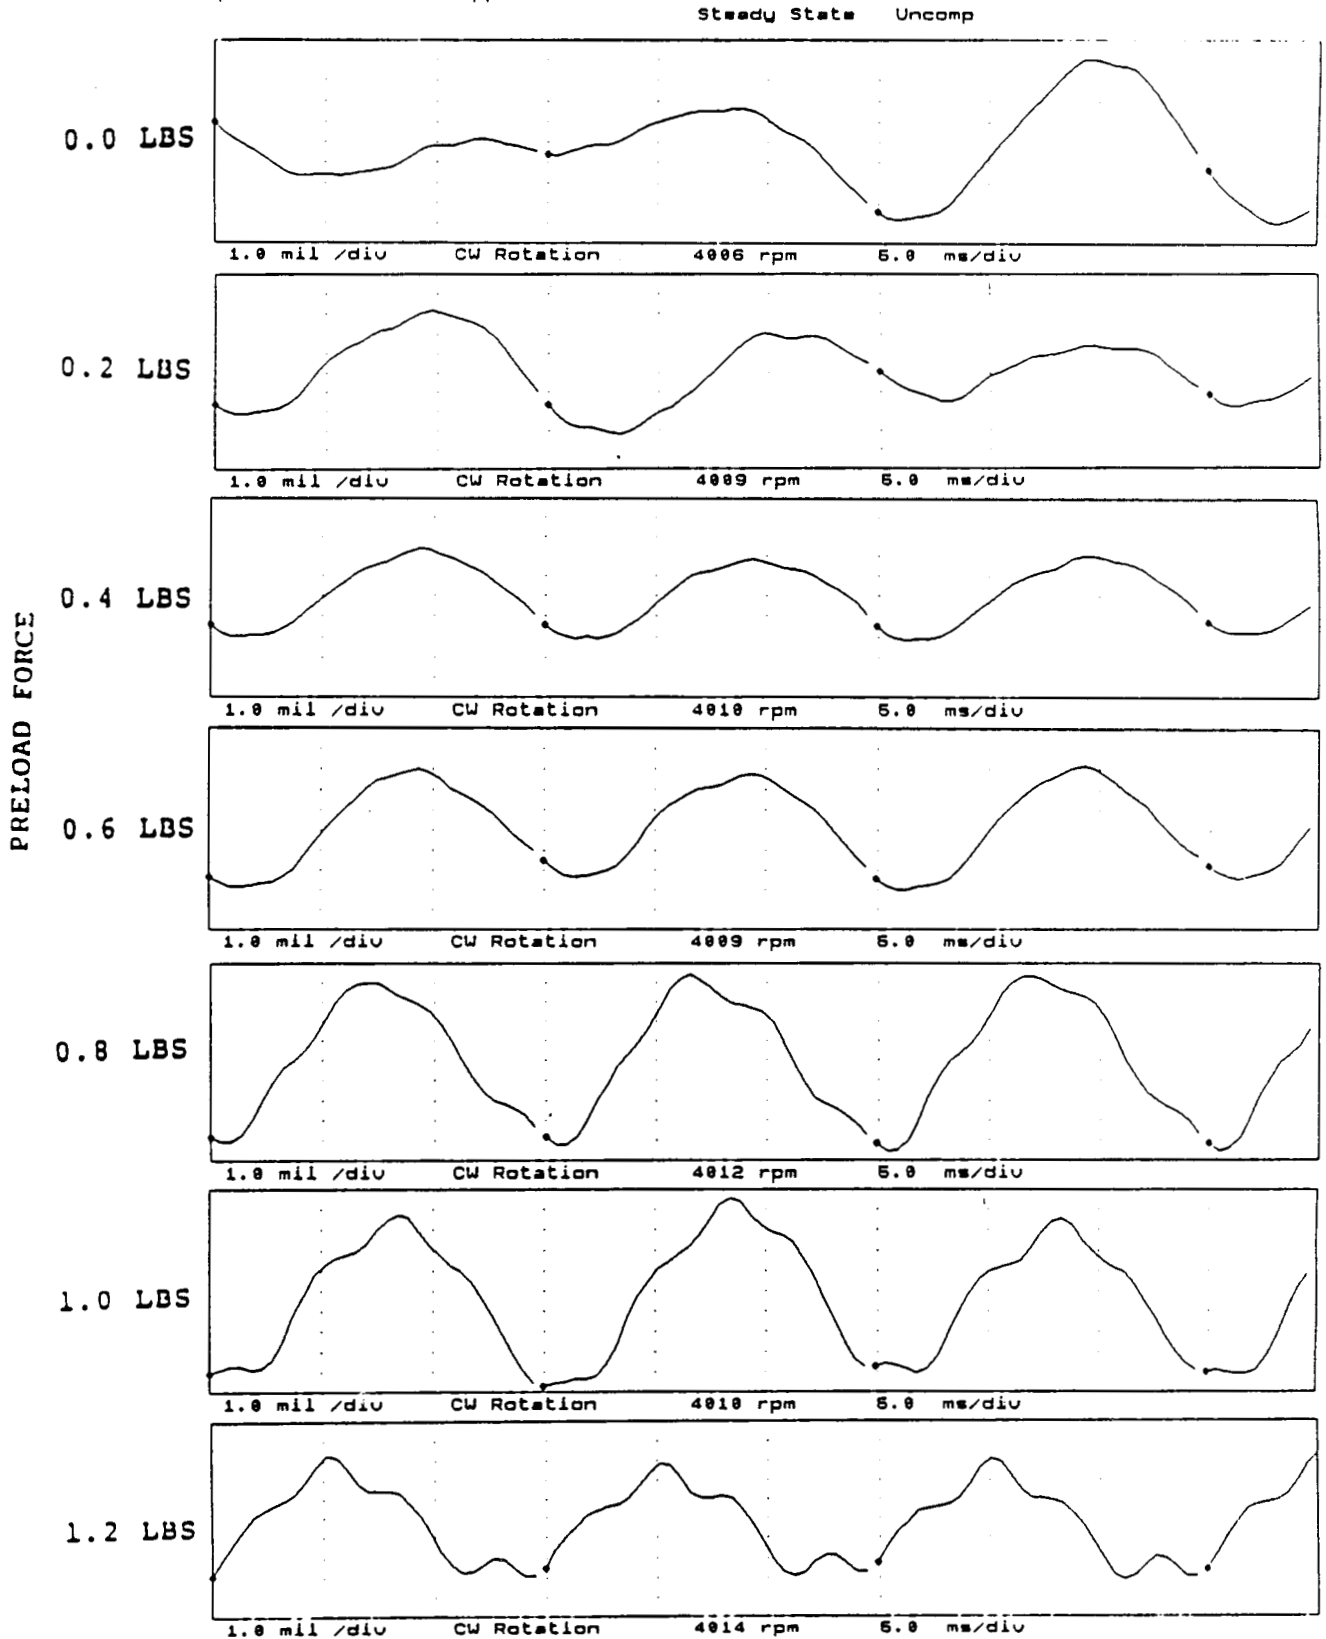 Steady State Uncomp
0.0 LBS
1.0 mil /div CW Rotation 4006 rpm 5.0 ms/div
0.2 LBS
1.0 mil /div CW Rotation 4009 rpm 5.0 ms/div
0.4 LBS
1.0 mil /div CW Rotation 4010 rpm 5.0 ms/div
PRELOAD FORCE
0.6 LBS
1.0 mil /div CW Rotation 4009 rpm 5.0 ms/div
0.8 LBS
1.0 mil /div CW Rotation 4012 rpm 5.0 ms/div
1.0 LBS
1.0 mil /div CW Rotation 4010 rpm 5.0 ms/div
1.2 LBS
1.0 mil /div CW Rotation 4014 rpm 5.0 ms/div